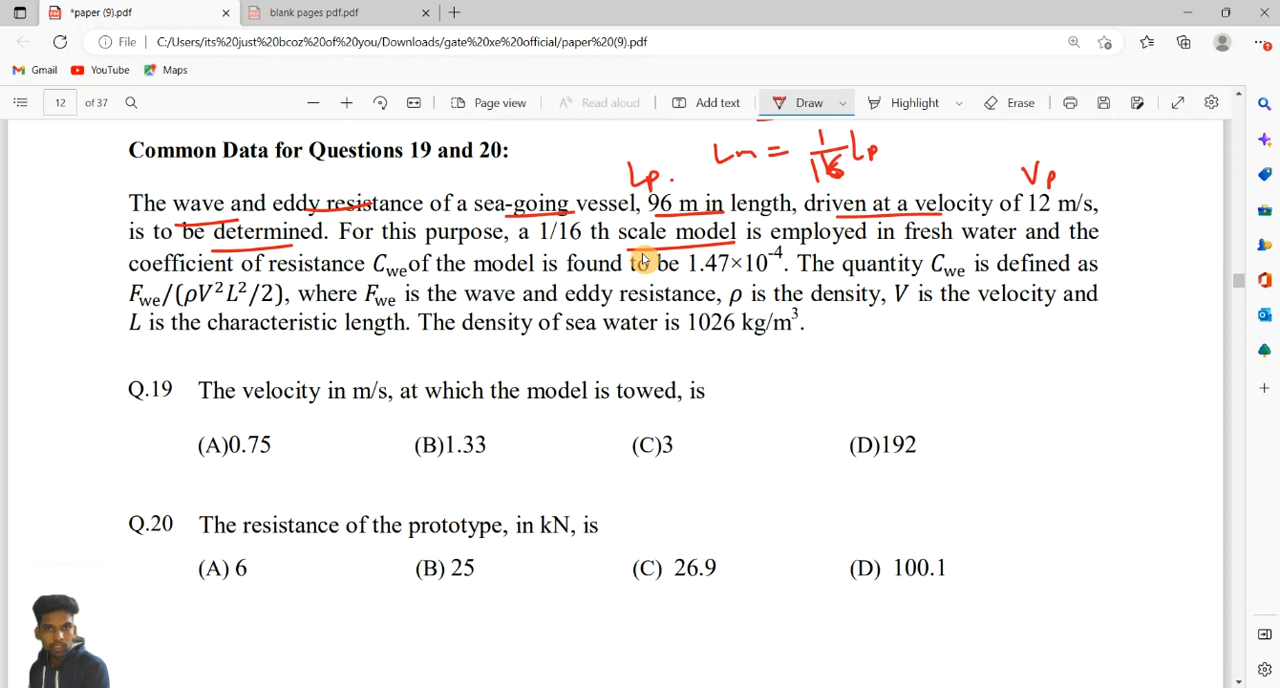 *paper (9).pdf
blank pages pdf.pdf
File C:/Users/its%20just%20bcoz%20of%20you/Downloads/gate%20xe%20official/paper%20(9).pdf
Gmail YouTube Maps
12 of 37 Page view Read aloud Add text Draw Highlight Erase
Common Data for Questions 19 and 20: Lm = 1/16 Lp
Lp. Vp
The wave and eddy resistance of a sea-going vessel, 96 m in length, driven at a velocity of 12 m/s,
is to be determined. For this purpose, a 1/16 th scale model is employed in fresh water and the
coefficient of resistance C_we of the model is found to be 1.47×10⁻⁴. The quantity C_we is defined as
F_we/(ρV²L²/2), where F_we is the wave and eddy resistance, ρ is the density, V is the velocity and
L is the characteristic length. The density of sea water is 1026 kg/m³.
Q.19 The velocity in m/s, at which the model is towed, is
(A)0.75 (B)1.33 (C)3 (D)192
Q.20 The resistance of the prototype, in kN, is
(A) 6 (B) 25 (C) 26.9 (D) 100.1